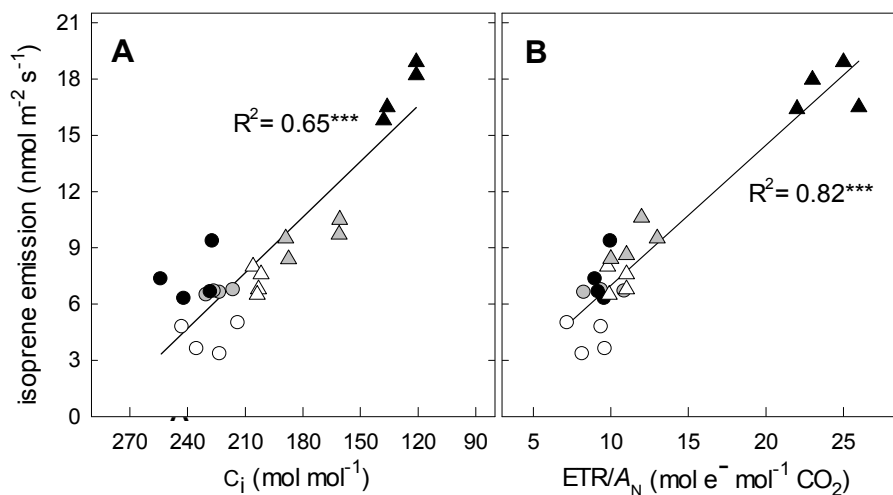 isoprene emission (nmol m⁻² s⁻¹)
21
18
15
12
9
6
3
0
A
R²= 0.65***
270 240 210 180 150 120 90
Cᵢ (mol mol⁻¹)
B
R²= 0.82***
5 10 15 20 25
ETR/A_N (mol e⁻ mol⁻¹ CO₂)